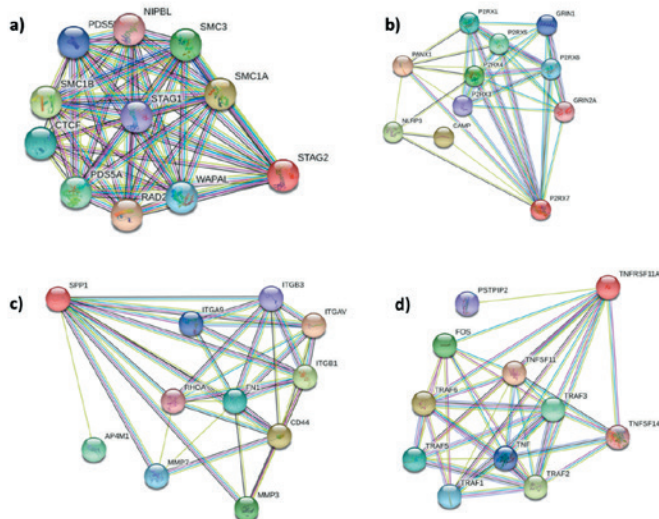 a)
NIPBL
PDS5
SMC3
SMC1B
SMC1A
STAG1
CTCF
STAG2
PDS5A
WAPAL
RAD2
b)
P2RX1
GRIN1
P2RX5
PANX1
P2RX4
P2RX6
P2RX3
GRIN2A
NLRP3
CAMP
P2RX7
c)
SPP1
ITGB3
ITGA9
ITGAV
ITGB1
RHOA
FN1
CD44
AP4M1
MMP7
MMP3
d)
TNFRSF11A
PSTPIP2
FOS
TNFSF11
TRAF6
TRAF3
TNFSF14
TRAF5
TNF
TRAF1
TRAF2